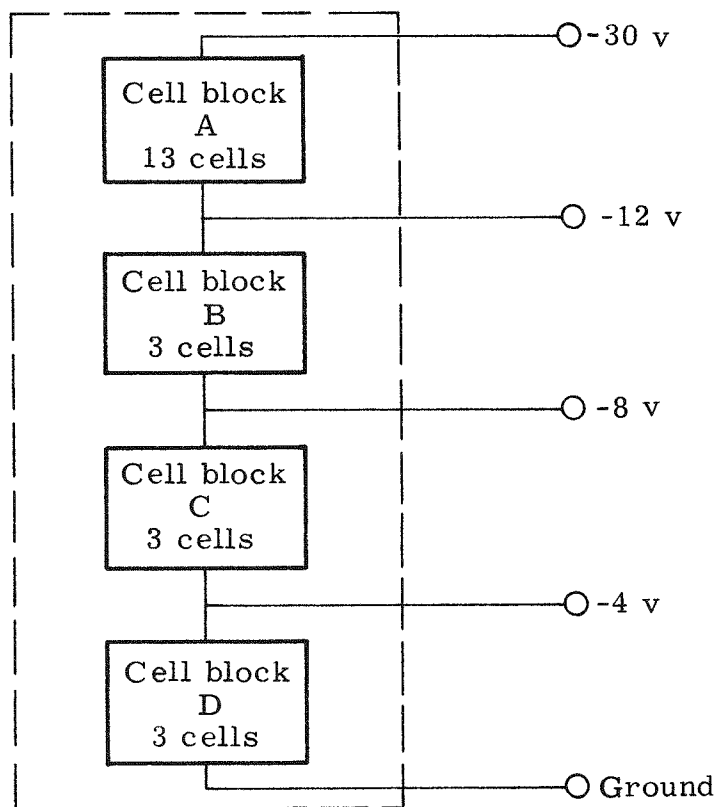 -30 v
Cell block
A
13 cells
-12 v
Cell block
B
3 cells
-8 v
Cell block
C
3 cells
-4 v
Cell block
D
3 cells
Ground